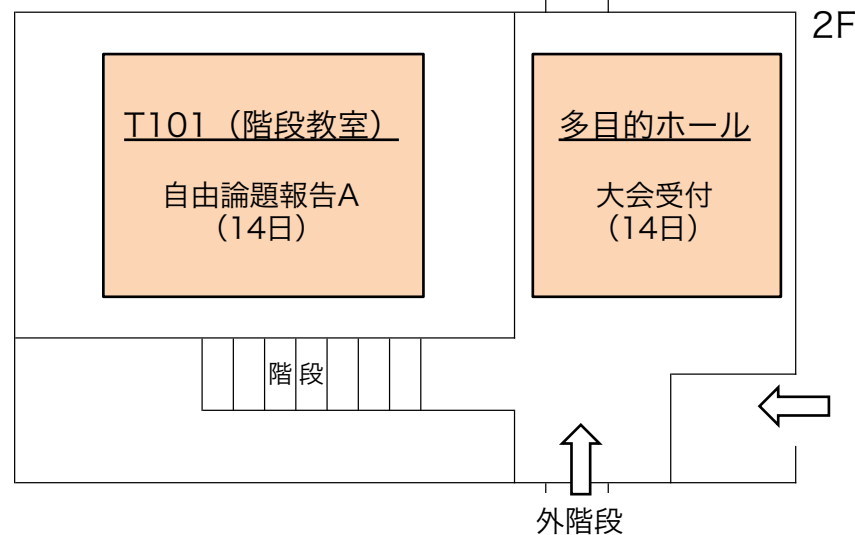 2F
T101（階段教室）
自由論題報告A
（14日）
多目的ホール
大会受付
（14日）
階段
外階段